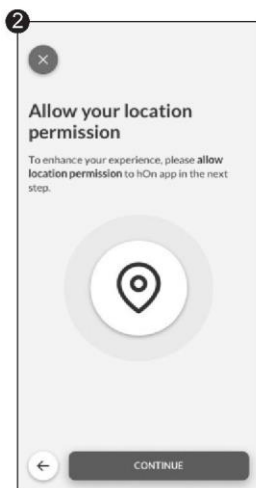 2
Allow your location
permission
To enhance your experience, please allow
location permission to hOn app in the next
step.
CONTINUE